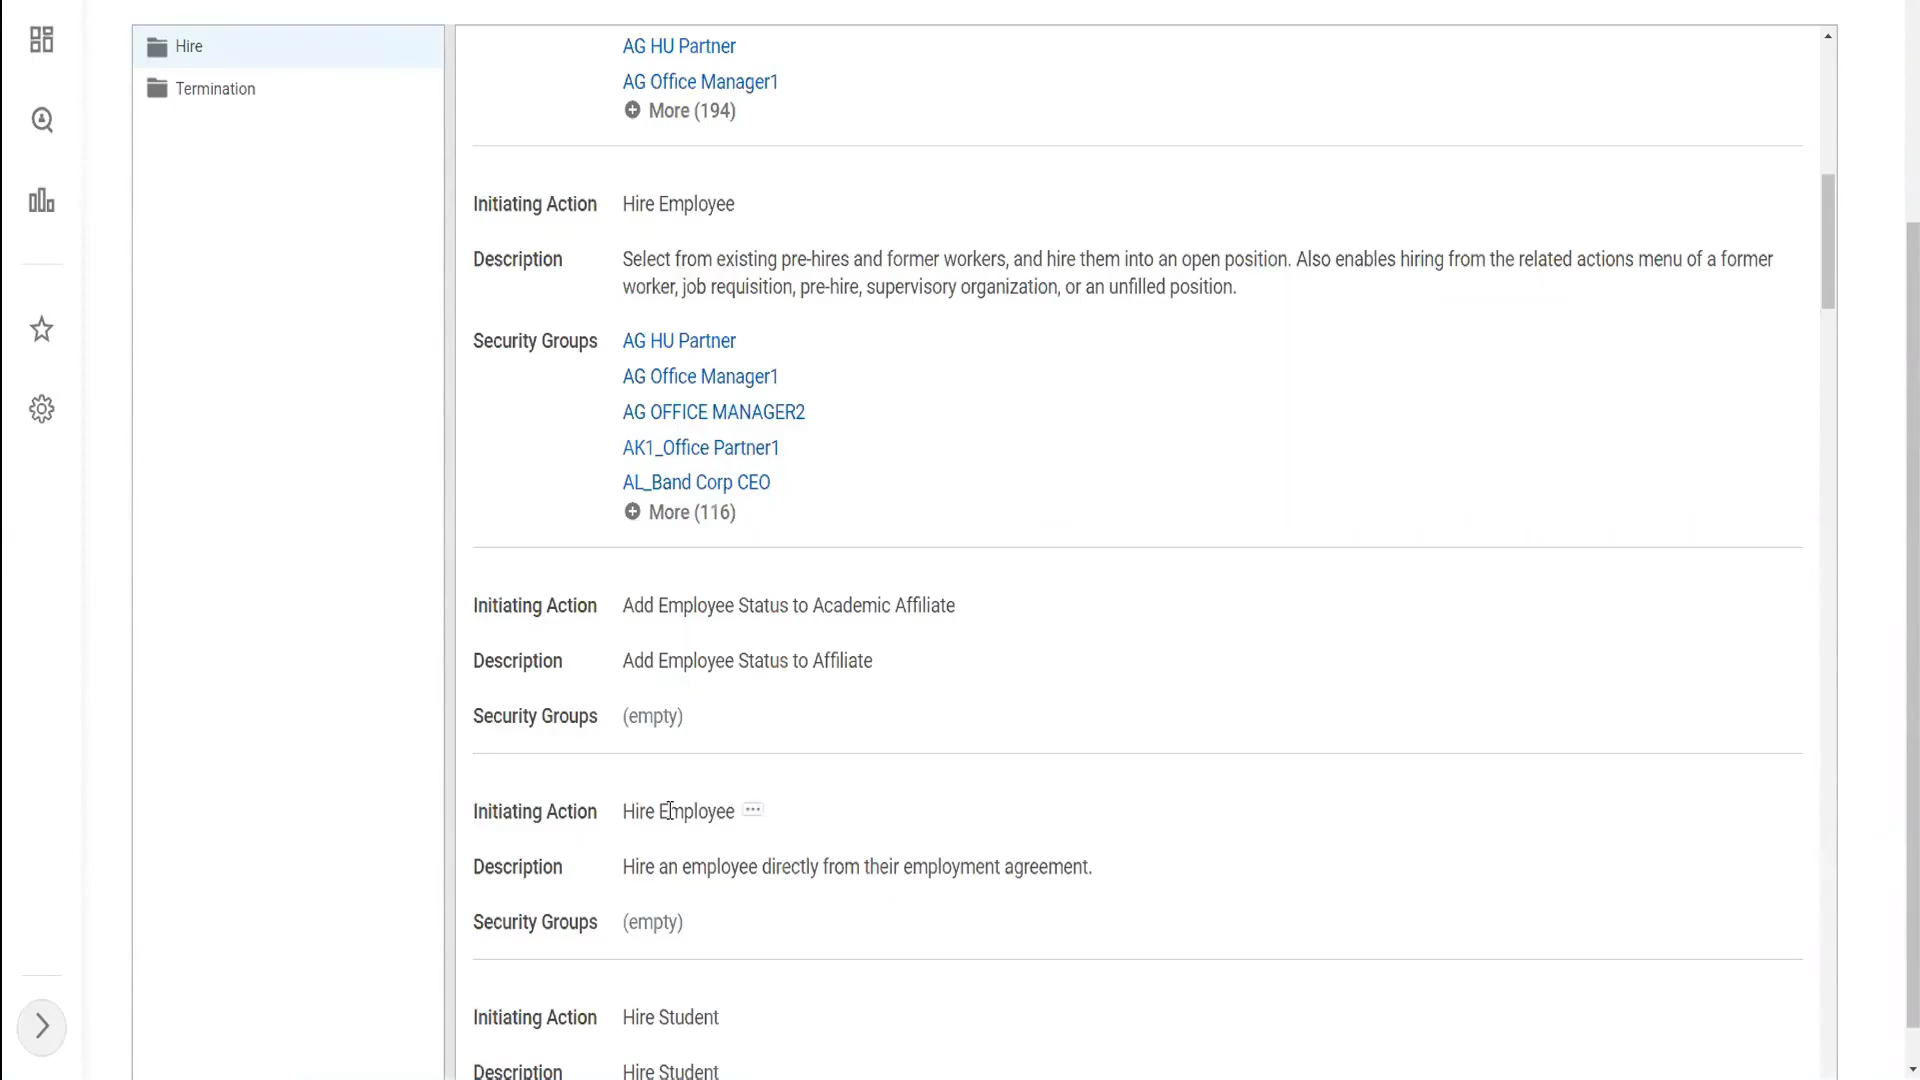 Hire
Termination
AG HU Partner
AG Office Manager1
More (194)
Initiating Action Hire Employee
Description Select from existing pre-hires and former workers, and hire them into an open position. Also enables hiring from the related actions menu of a former
worker, job requisition, pre-hire, supervisory organization, or an unfilled position.
Security Groups AG HU Partner
AG Office Manager1
AG OFFICE MANAGER2
AK1_Office Partner1
AL_Band Corp CEO
More (116)
Initiating Action Add Employee Status to Academic Affiliate
Description Add Employee Status to Affiliate
Security Groups (empty)
Initiating Action Hire Employee
Description Hire an employee directly from their employment agreement.
Security Groups (empty)
Initiating Action Hire Student
Description Hire Student